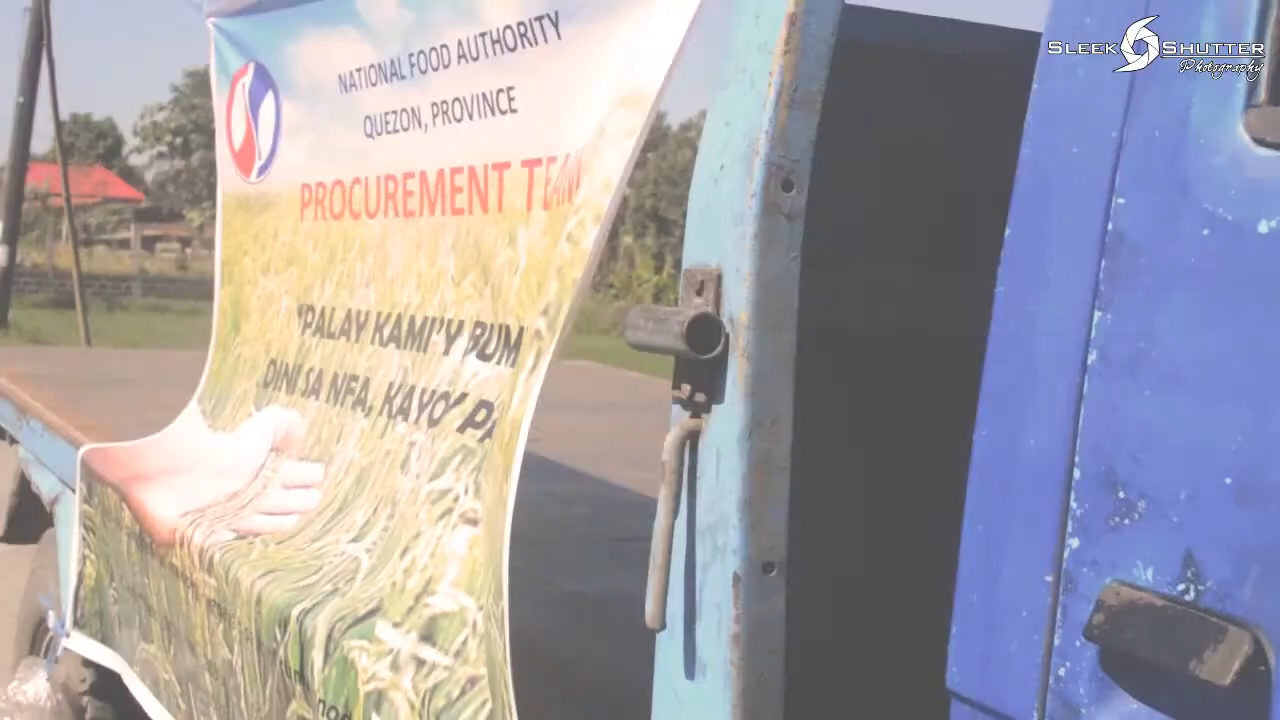 NATIONAL FOOD AUTHORITY
QUEZON, PROVINCE
PROCUREMENT TEAM
"PALAY KAMI'Y BUM
DINI SA NFA, KAYO'Y PA
SLEEK SHUTTER
Photography